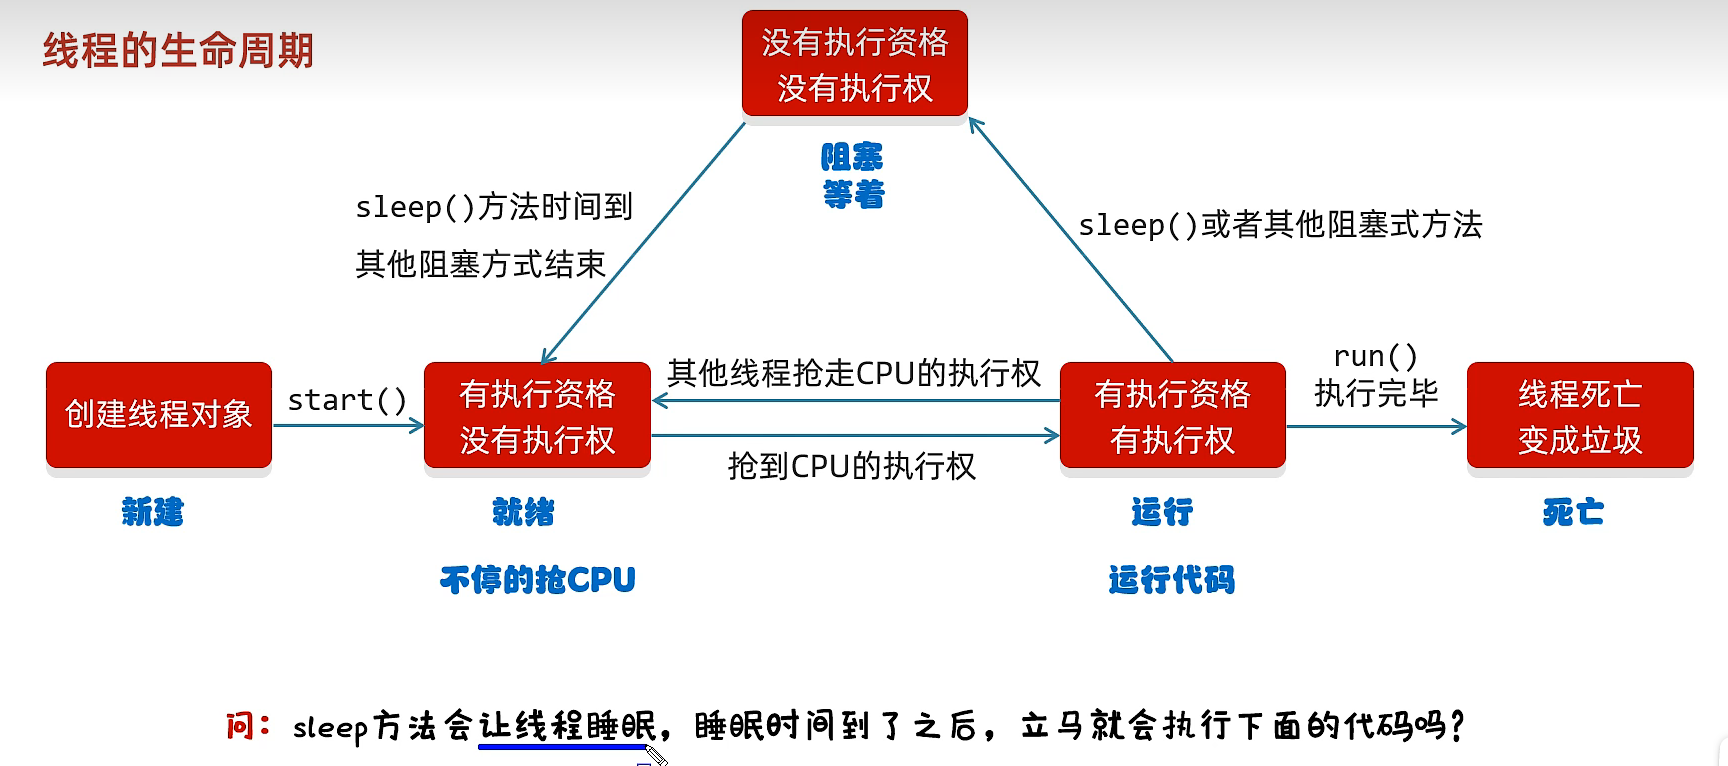 线程的生命周期
没有执行资格
没有执行权
阻塞
等着
sleep()方法时间到
其他阻塞方式结束
sleep()或者其他阻塞式方法
创建线程对象
start()
有执行资格
没有执行权
其他线程抢走CPU的执行权
抢到CPU的执行权
有执行资格
有执行权
run()
执行完毕
线程死亡
变成垃圾
新建
就绪
运行
死亡
不停的抢CPU
运行代码
问：sleep方法会让线程睡眠，睡眠时间到了之后，立马就会执行下面的代码吗？